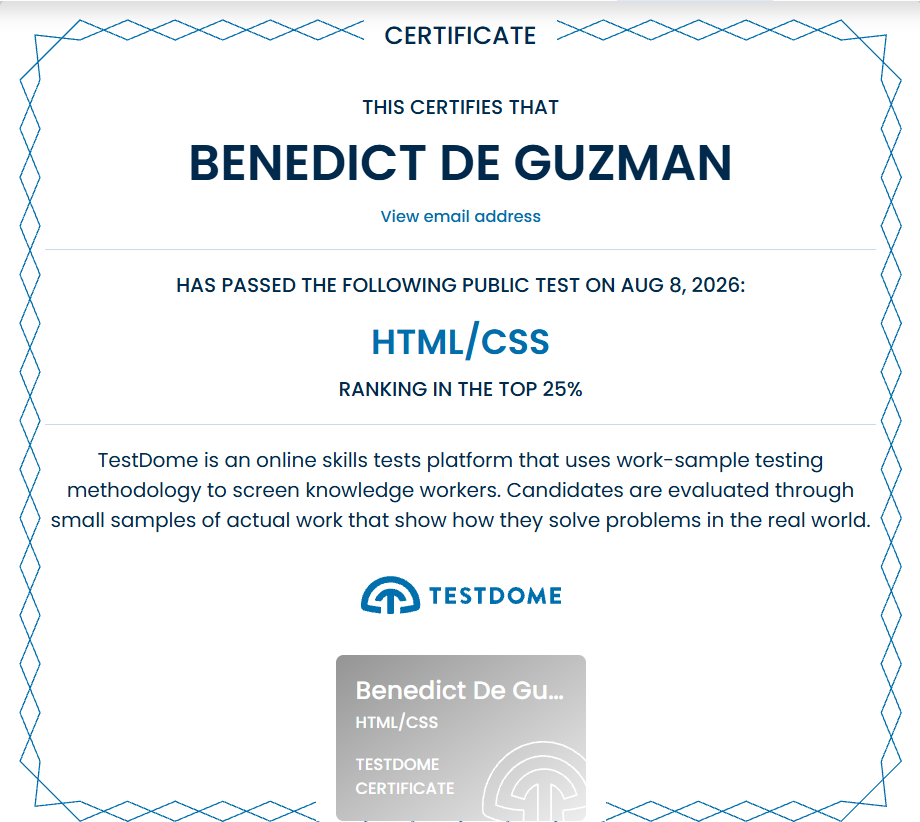 CERTIFICATE
THIS CERTIFIES THAT
BENEDICT DE GUZMAN
View email address
HAS PASSED THE FOLLOWING PUBLIC TEST ON AUG 8, 2026:
HTML/CSS
RANKING IN THE TOP 25%
TestDome is an online skills tests platform that uses work-sample testing
methodology to screen knowledge workers. Candidates are evaluated through
small samples of actual work that show how they solve problems in the real world.
TESTDOME
Benedict De Gu...
HTML/CSS
TESTDOME
CERTIFICATE